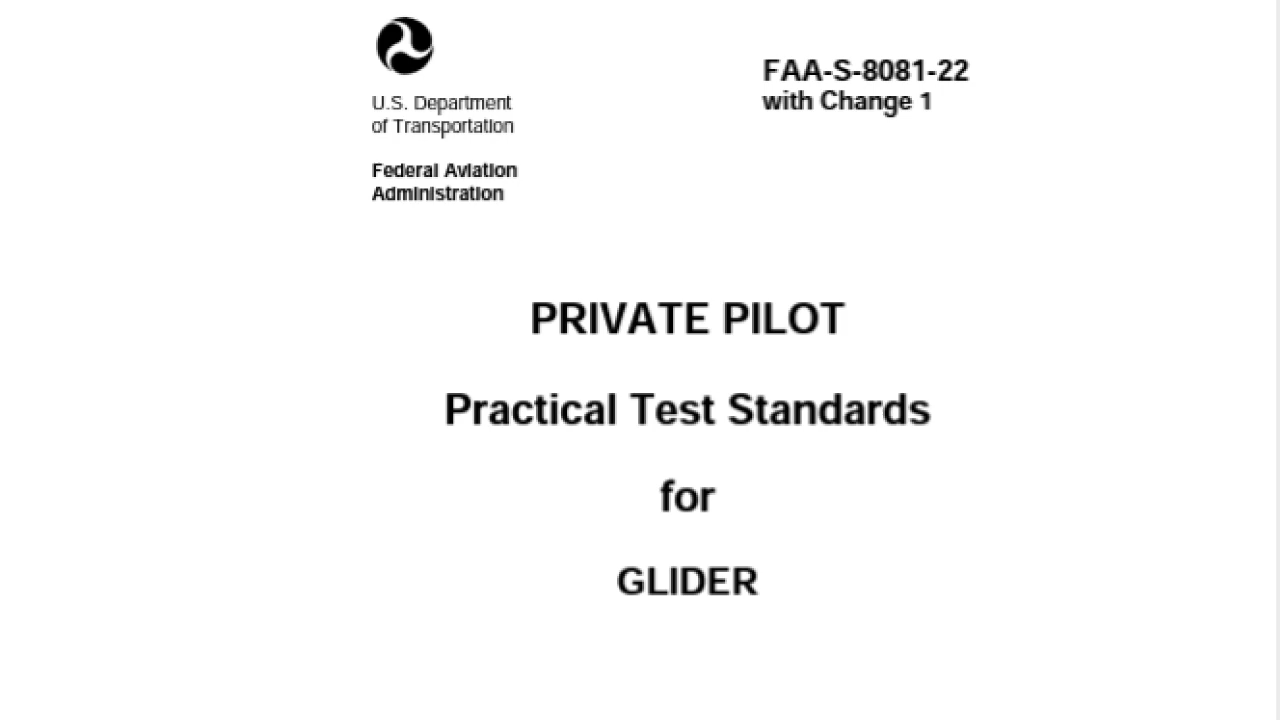 U.S. Department
of Transportation
Federal Aviation
Administration
FAA-S-8081-22
with Change 1
PRIVATE PILOT
Practical Test Standards
for
GLIDER